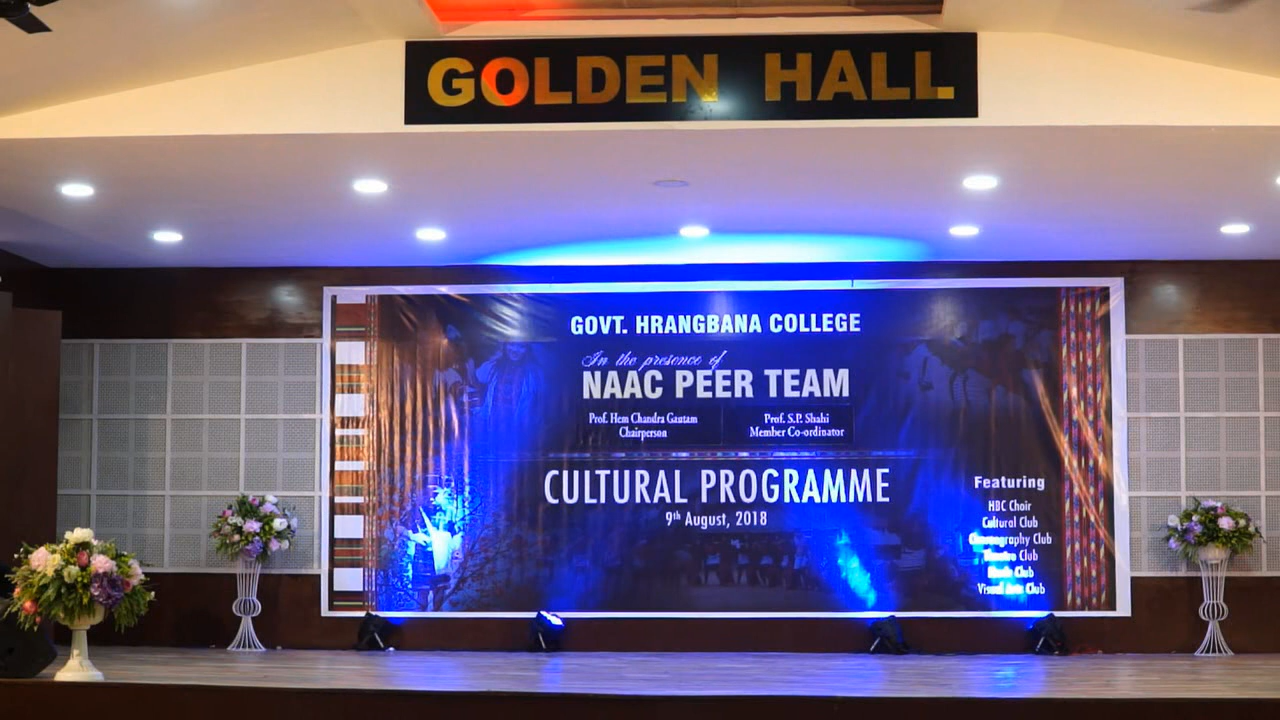 GOLDEN HALL
GOVT. HRANGBANA COLLEGE
In the presence of
NAAC PEER TEAM
Prof. Hem Chandra Gautam
Chairperson
Prof. S.P. Shahi
Member Co-ordinator
CULTURAL PROGRAMME
9th August, 2018
Featuring
HBC Choir
Cultural Club
Choreography Club
Theatre Club
Music Club
Visual Arts Club